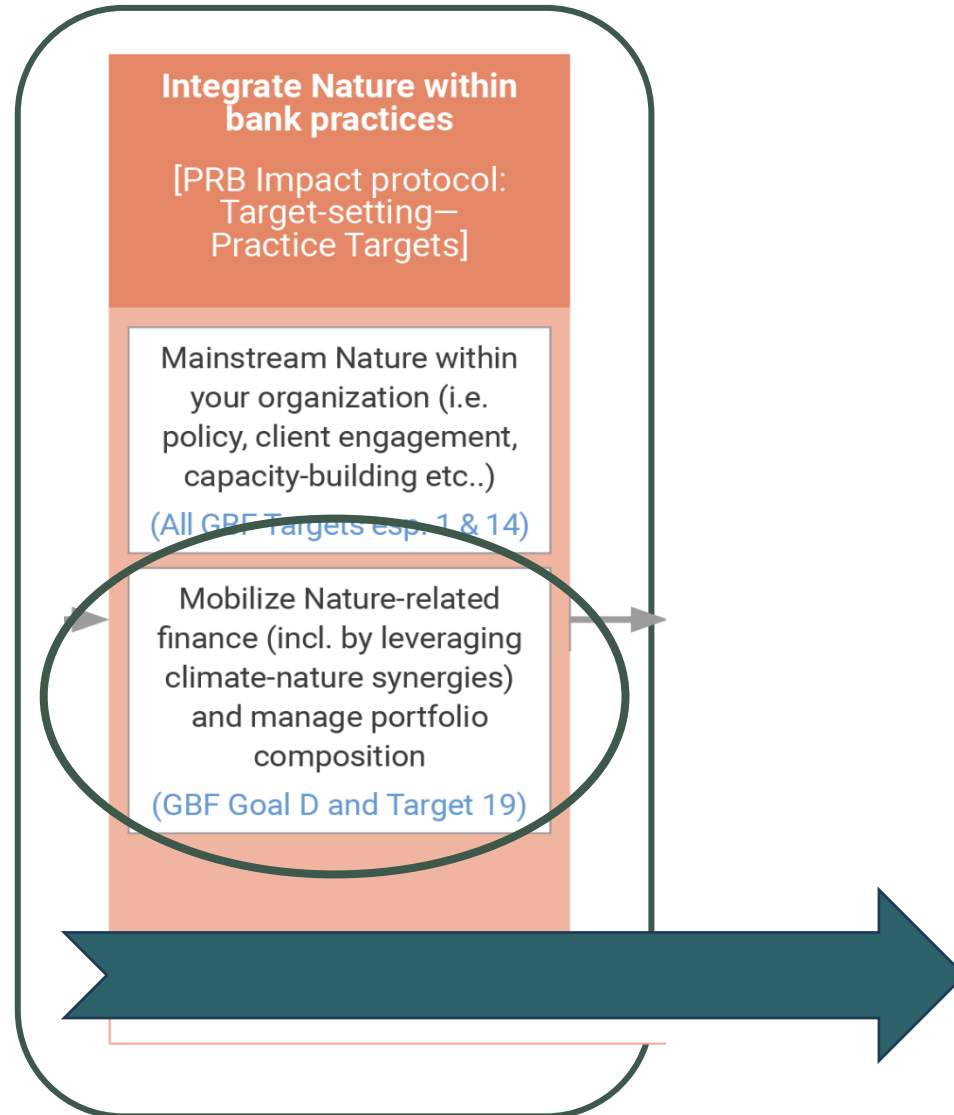 Integrate Nature within
bank practices
[PRB Impact protocol:
Target-setting—
Practice Targets]
Mainstream Nature within
your organization (i.e.
policy, client engagement,
capacity-building etc..)
(All GBF Targets esp. 1 & 14)
Mobilize Nature-related
finance (incl. by leveraging
climate-nature synergies)
and manage portfolio
composition
(GBF Goal D and Target 19)